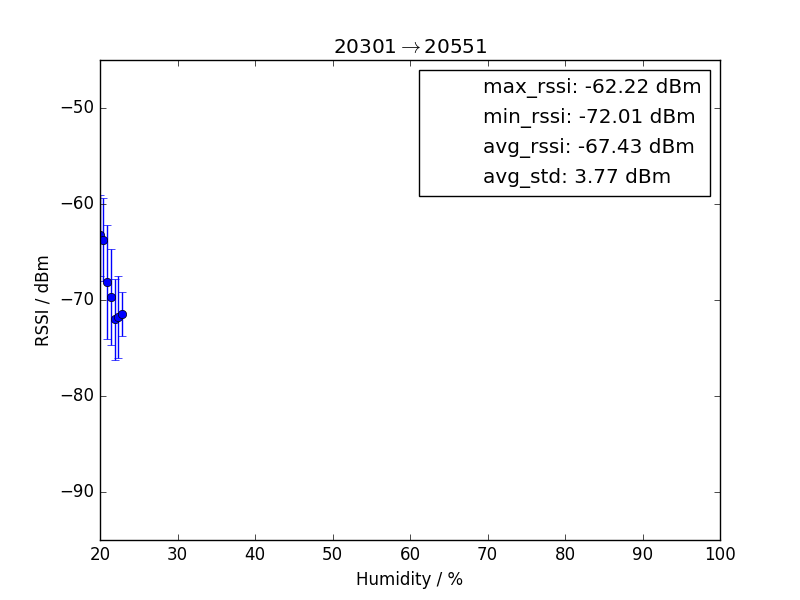 20301→20551
max_rssi: -62.22 dBm
min_rssi: -72.01 dBm
avg_rssi: -67.43 dBm
avg_std: 3.77 dBm
−50
−60
−70
−80
−90
RSSI / dBm
20 30 40 50 60 70 80 90 100
Humidity / %